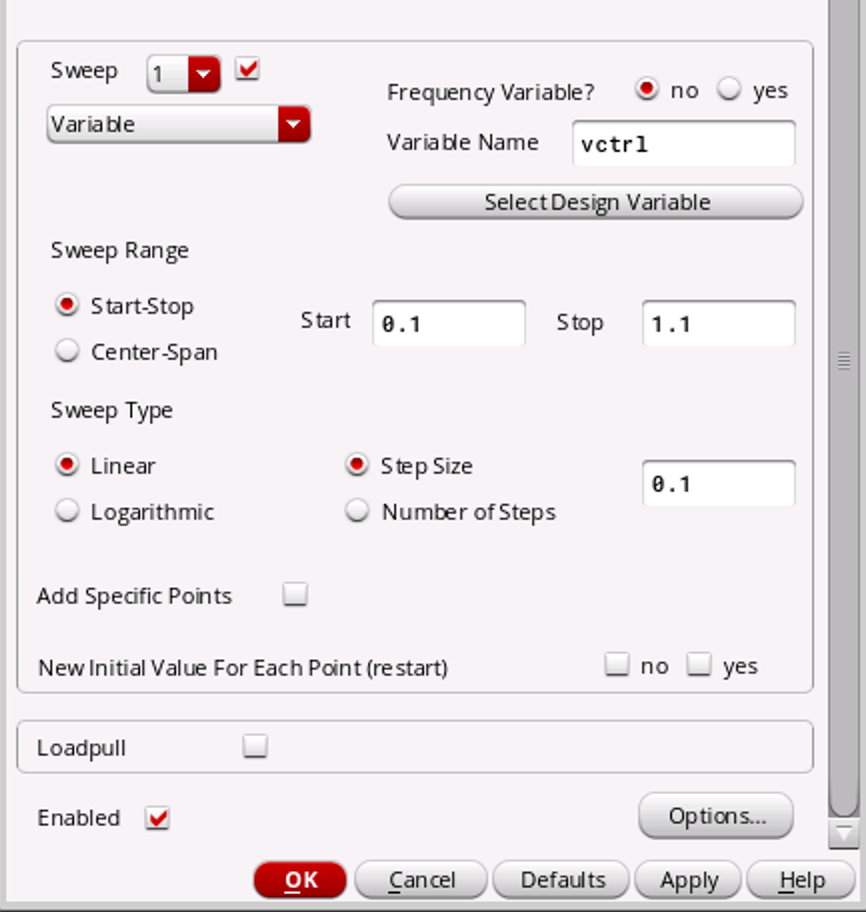 Sweep 1
Frequency Variable? no yes
Variable
Variable Name vctrl
Select Design Variable
Sweep Range
Start-Stop
Start 0.1 Stop 1.1
Center-Span
Sweep Type
Linear Step Size 0.1
Logarithmic Number of Steps
Add Specific Points
New Initial Value For Each Point (restart) no yes
Loadpull
Enabled Options...
OK Cancel Defaults Apply Help